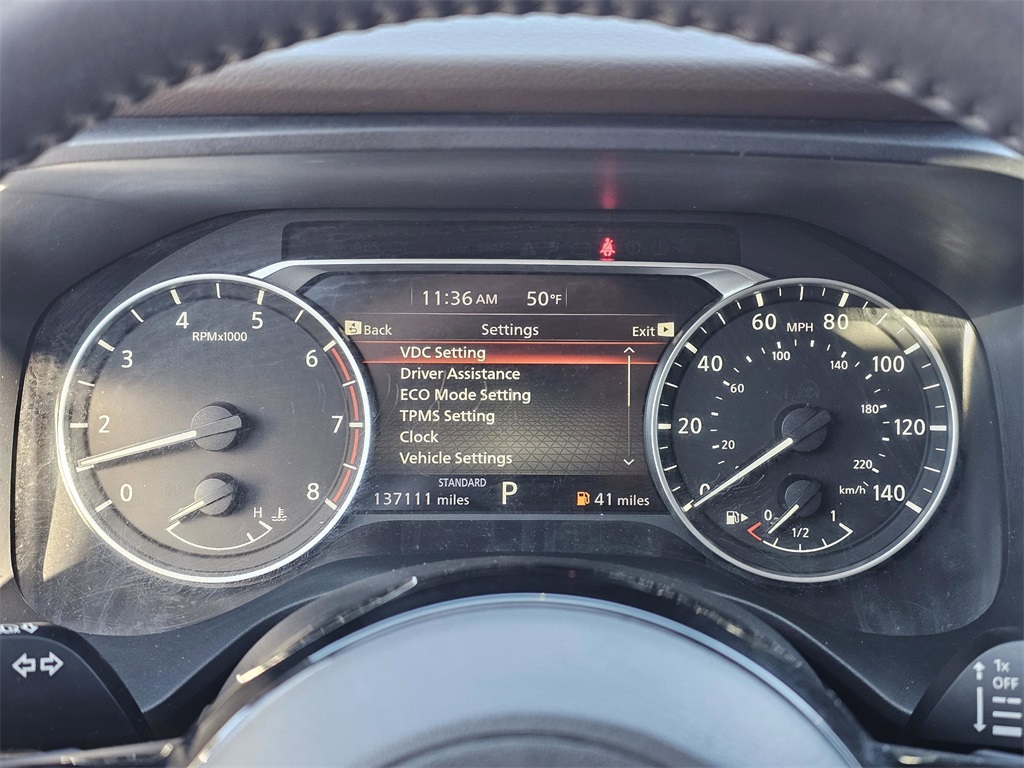 11:36 AM 50°F
Back Settings Exit
VDC Setting
Driver Assistance
ECO Mode Setting
TPMS Setting
Clock
Vehicle Settings
STANDARD
137111 miles P 41 miles
RPMx1000
0 2 3 4 5 6 7 8
H
MPH
0 20 40 60 80 100 120 140
20 60 100 140 180 220
km/h
0 1/2 1
1x
OFF